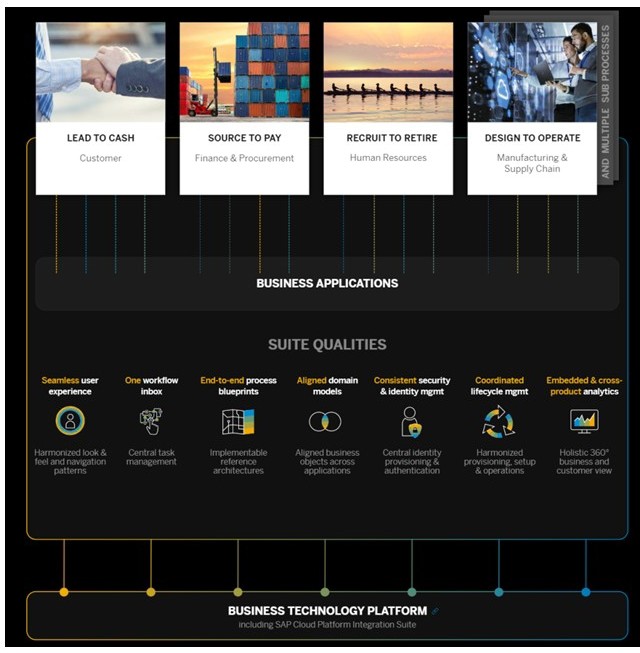 LEAD TO CASH
Customer
SOURCE TO PAY
Finance & Procurement
RECRUIT TO RETIRE
Human Resources
DESIGN TO OPERATE
Manufacturing &
Supply Chain
AND MULTIPLE SUB PROCESSES
BUSINESS APPLICATIONS
SUITE QUALITIES
Seamless user
experience
Harmonized look &
feel and navigation
patterns
One workflow
inbox
Central task
management
End-to-end process
blueprints
Implementable
reference
architectures
Aligned domain
models
Aligned business
objects across
applications
Consistent security
& identity mgmt
Central identity
provisioning &
authentication
Coordinated
lifecycle mgmt
Harmonized
provisioning, setup
& operations
Embedded & cross-
product analytics
Holistic 360°
business and
customer view
BUSINESS TECHNOLOGY PLATFORM
including SAP Cloud Platform Integration Suite